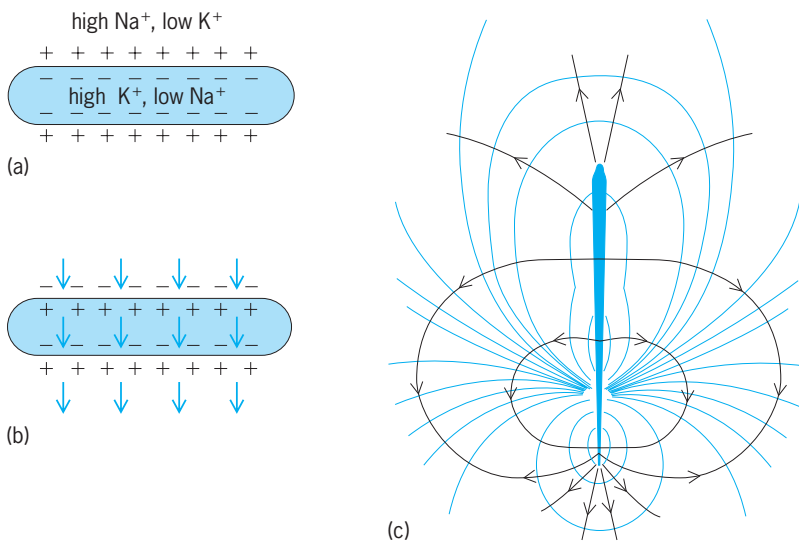 high Na⁺, low K⁺
+ + + + + + + +
− − − − − − − −
high K⁺, low Na⁺
− − − − − − − −
+ + + + + + + +
(a)
− − − − − − − −
+ + + + + + + +
− − − − − − − −
+ + + + + + + +
(b)
(c)